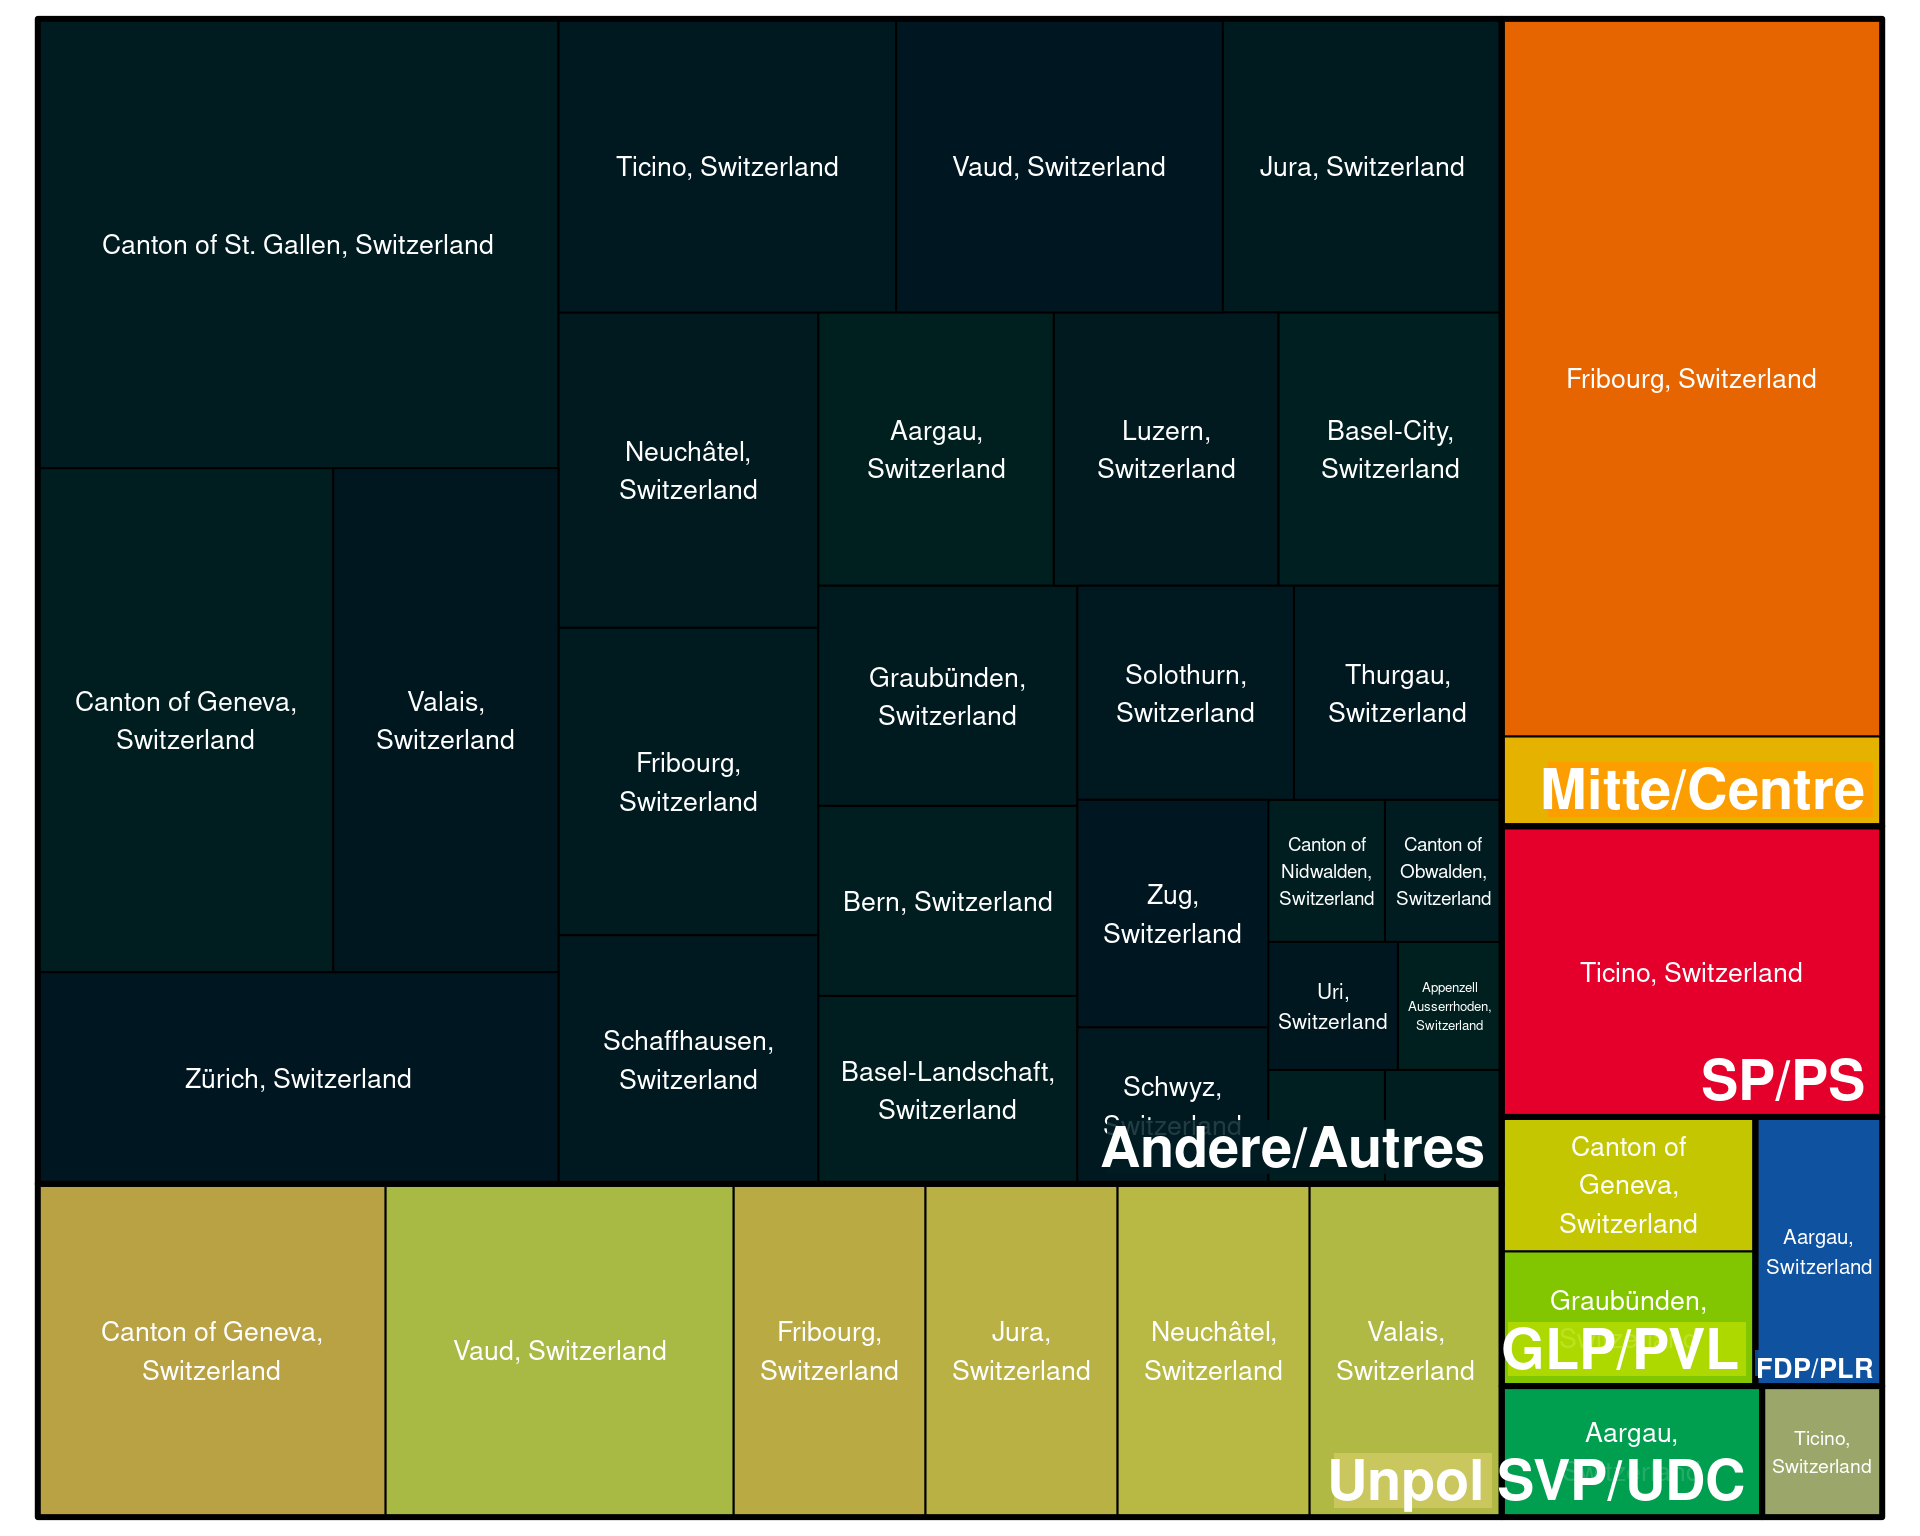 Canton of St. Gallen, Switzerland
Ticino, Switzerland
Vaud, Switzerland
Jura, Switzerland
Fribourg, Switzerland
Neuchâtel,
Switzerland
Aargau,
Switzerland
Luzern,
Switzerland
Basel-City,
Switzerland
Canton of Geneva,
Switzerland
Valais,
Switzerland
Fribourg,
Switzerland
Graubünden,
Switzerland
Solothurn,
Switzerland
Thurgau,
Switzerland
Mitte/Centre
Bern, Switzerland
Zug,
Switzerland
Canton of
Nidwalden,
Switzerland
Canton of
Obwalden,
Switzerland
Uri,
Switzerland
Appenzell
Ausserrhoden,
Switzerland
Ticino, Switzerland
SP/PS
Zürich, Switzerland
Schaffhausen,
Switzerland
Basel-Landschaft,
Switzerland
Schwyz,
Switzerland
Andere/Autres
Canton of
Geneva,
Switzerland
Aargau,
Switzerland
Graubünden,
GLP/PVL
FDP/PLR
Canton of Geneva,
Switzerland
Vaud, Switzerland
Fribourg,
Switzerland
Jura,
Switzerland
Neuchâtel,
Switzerland
Valais,
Switzerland
Unpol
Aargau,
SVP/UDC
Ticino,
Switzerland